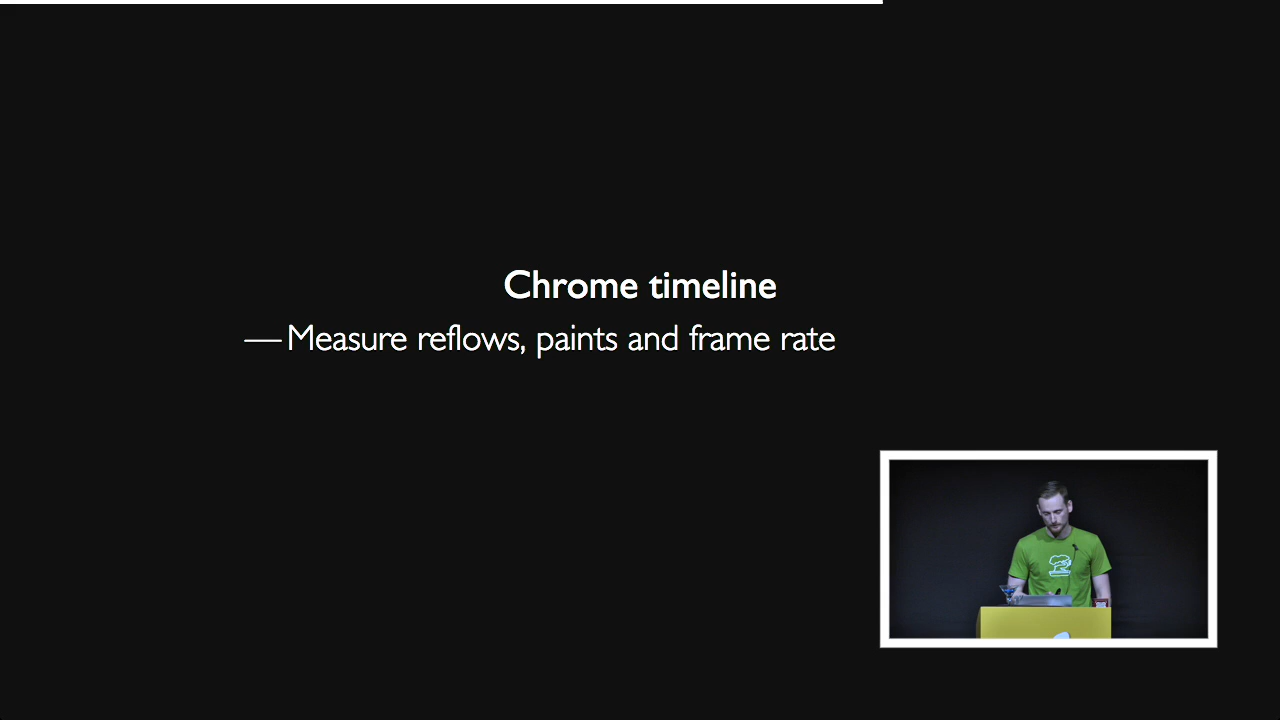 Chrome timeline
— Measure reflows, paints and frame rate